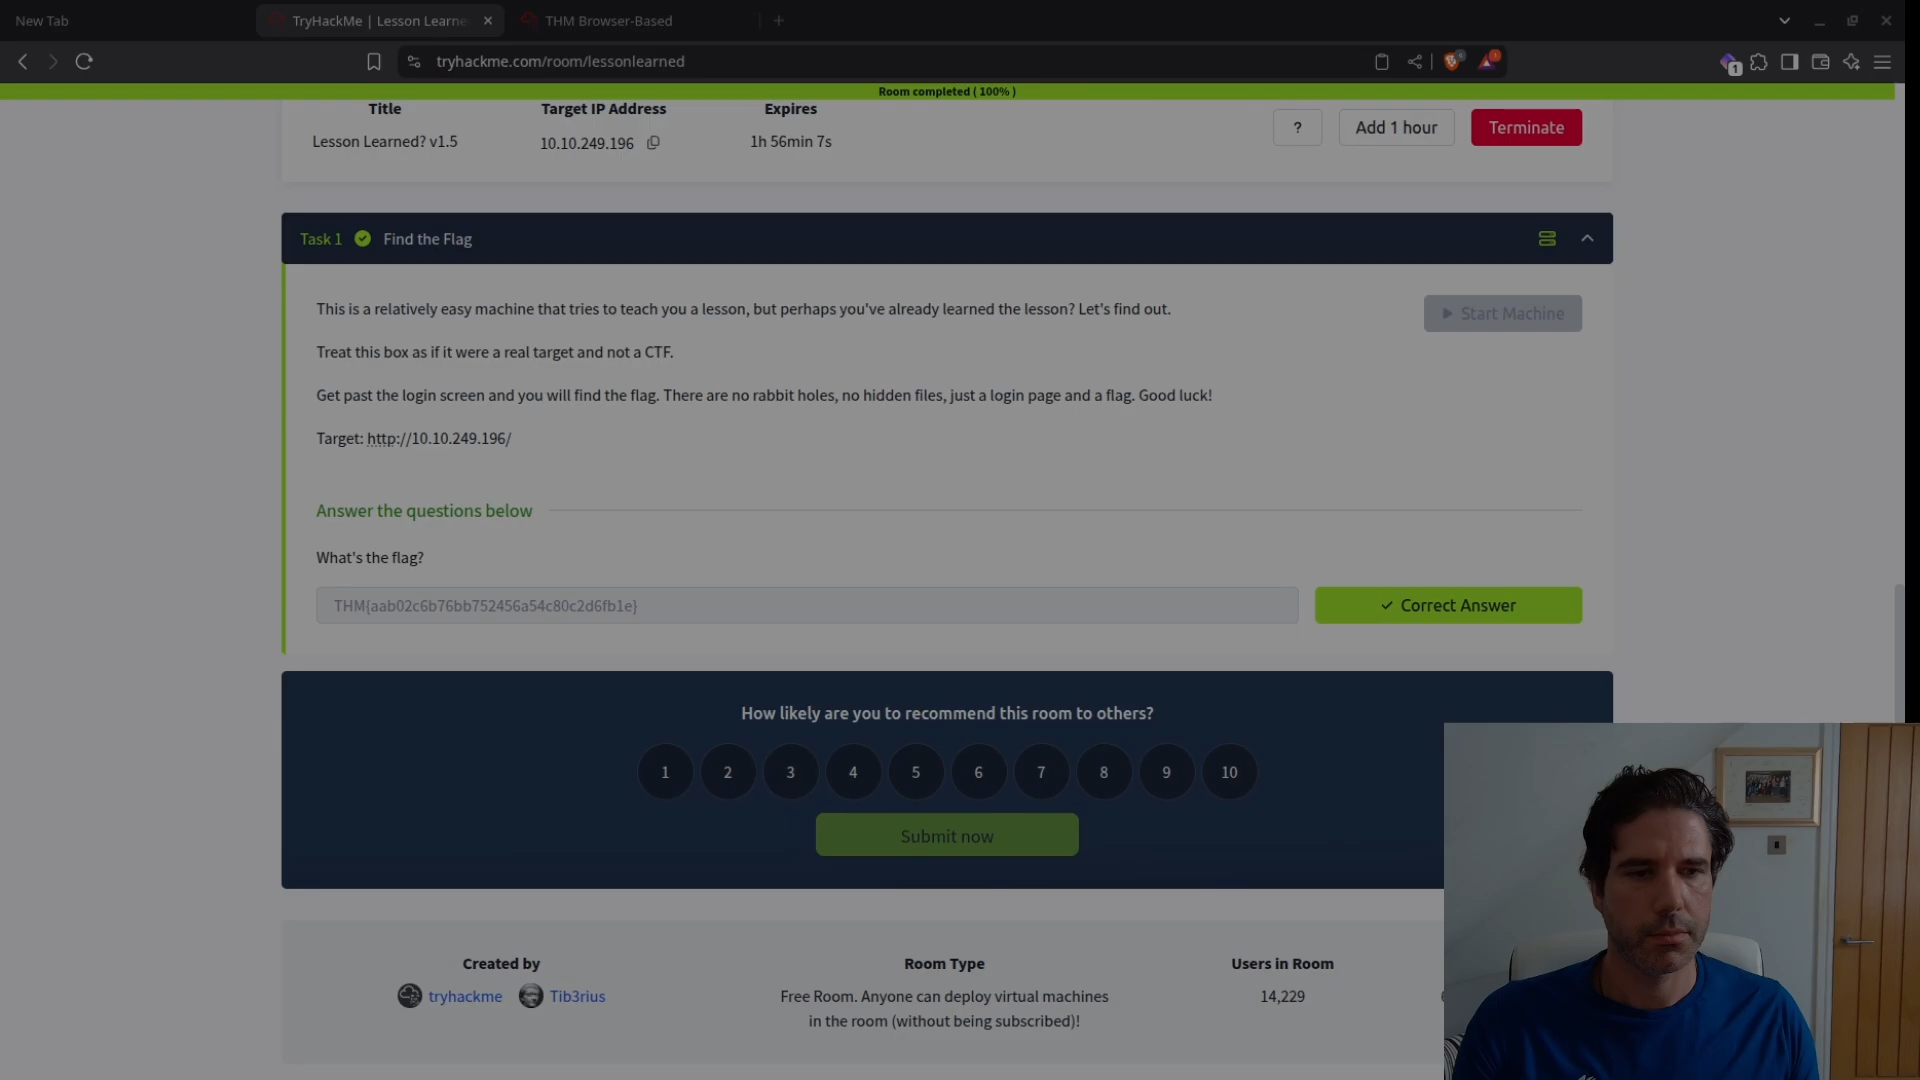 New Tab
TryHackMe | Lesson Learne
THM Browser-Based
tryhackme.com/room/lessonlearned
1
Room completed ( 100% )
Title
Target IP Address
Expires
Lesson Learned? v1.5
10.10.249.196
1h 56min 7s
?
Add 1 hour
Terminate
Task 1
Find the Flag
This is a relatively easy machine that tries to teach you a lesson, but perhaps you've already learned the lesson? Let's find out.
Start Machine
Treat this box as if it were a real target and not a CTF.
Get past the login screen and you will find the flag. There are no rabbit holes, no hidden files, just a login page and a flag. Good luck!
Target: http://10.10.249.196/
Answer the questions below
What's the flag?
THM{aab02c6b76bb752456a54c80c2d6fb1e}
Correct Answer
How likely are you to recommend this room to others?
1 2 3 4 5 6 7 8 9 10
Submit now
Created by
Room Type
Users in Room
tryhackme
Tib3rius
Free Room. Anyone can deploy virtual machines
in the room (without being subscribed)!
14,229